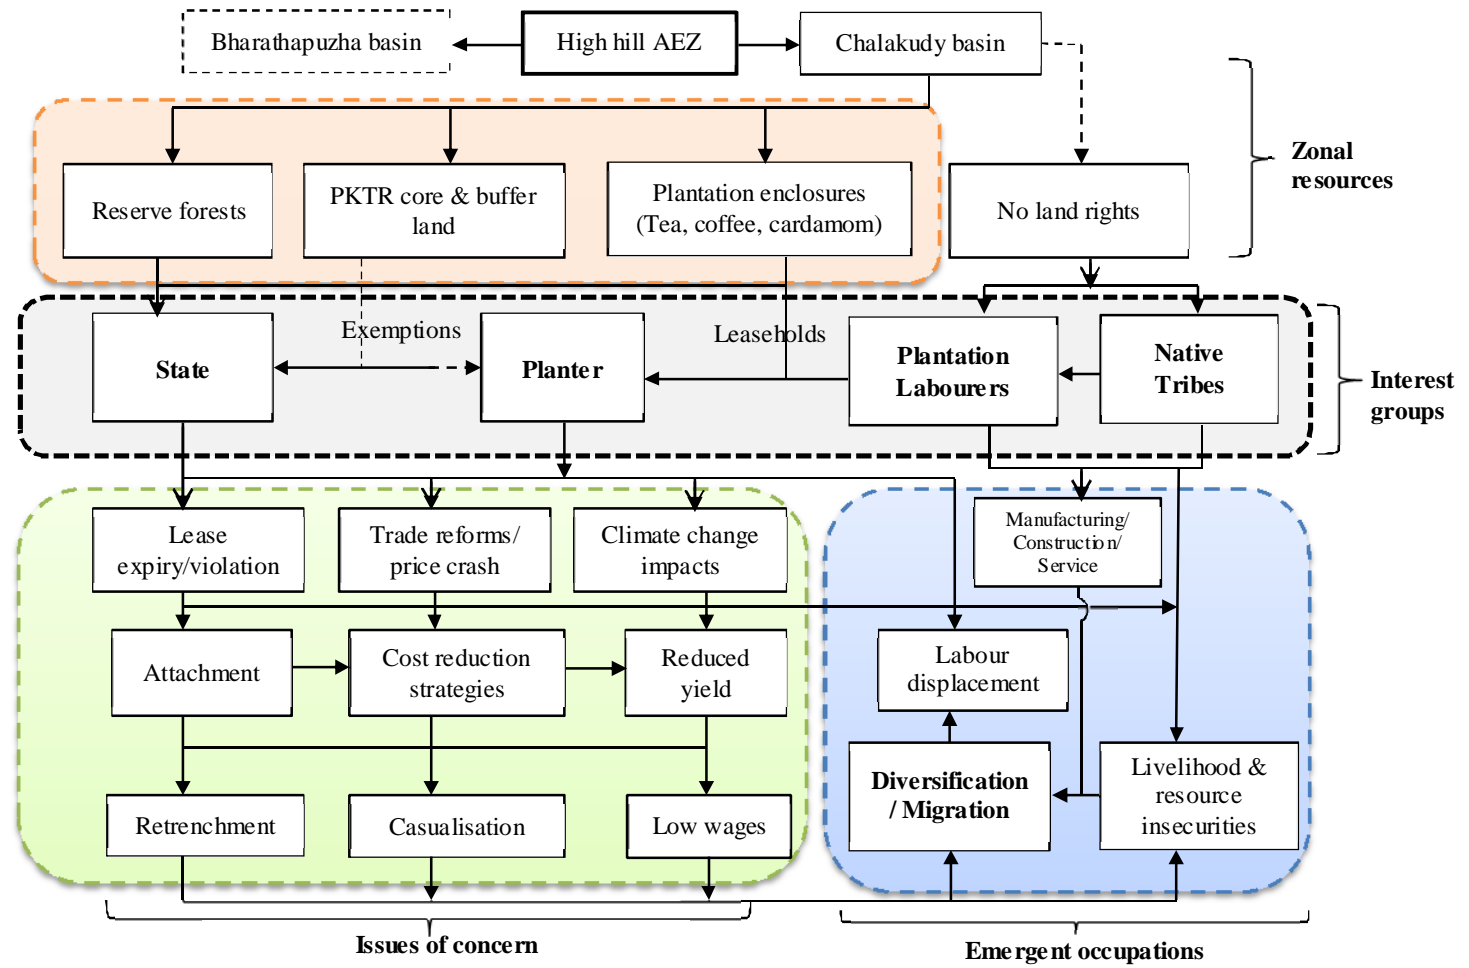 Bharathapuzha basin
High hill AEZ
Chalakudy basin
Zonal
resources
Reserve forests
PKTR core & buffer
land
Plantation enclosures
(Tea, coffee, cardamom)
No land rights
Exemptions
Leaseholds
State
Planter
Plantation
Labourers
Native
Tribes
Interest
groups
Lease
expiry/violation
Trade reforms/
price crash
Climate change
impacts
Manufacturing/
Construction/
Service
Attachment
Cost reduction
strategies
Reduced
yield
Labour
displacement
Diversification
/ Migration
Livelihood &
resource
insecurities
Retrenchment
Casualisation
Low wages
Issues of concern
Emergent occupations